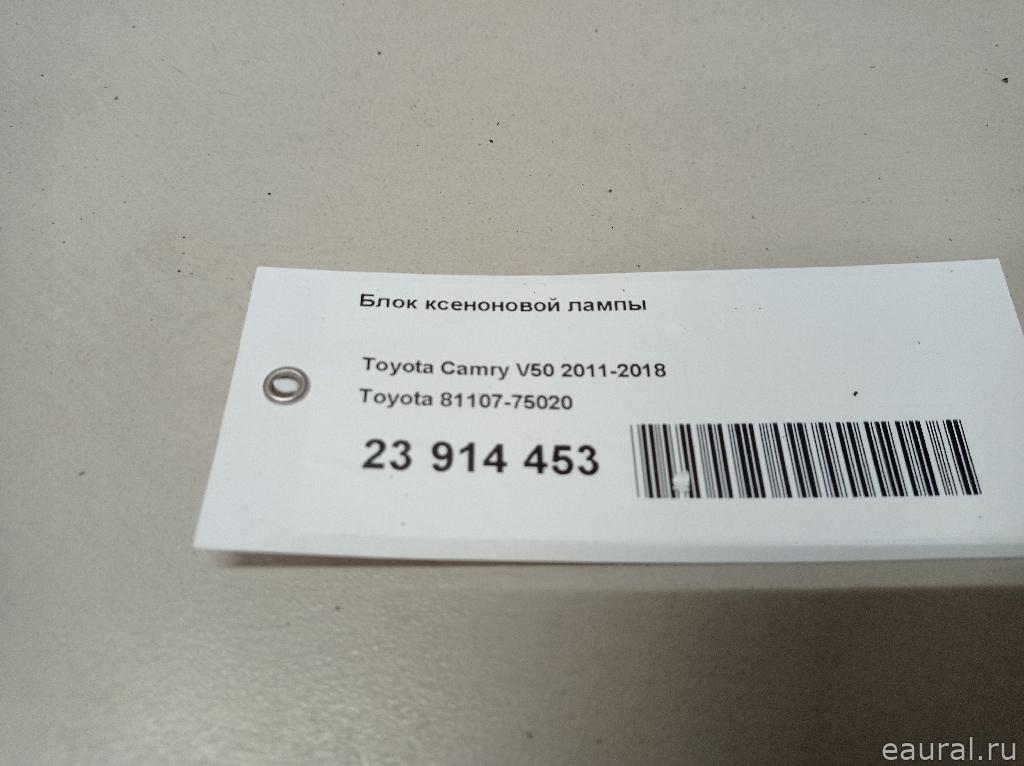 Блок ксеноновой лампы
Toyota Camry V50 2011-2018
Toyota 81107-75020
23 914 453
eaural.ru